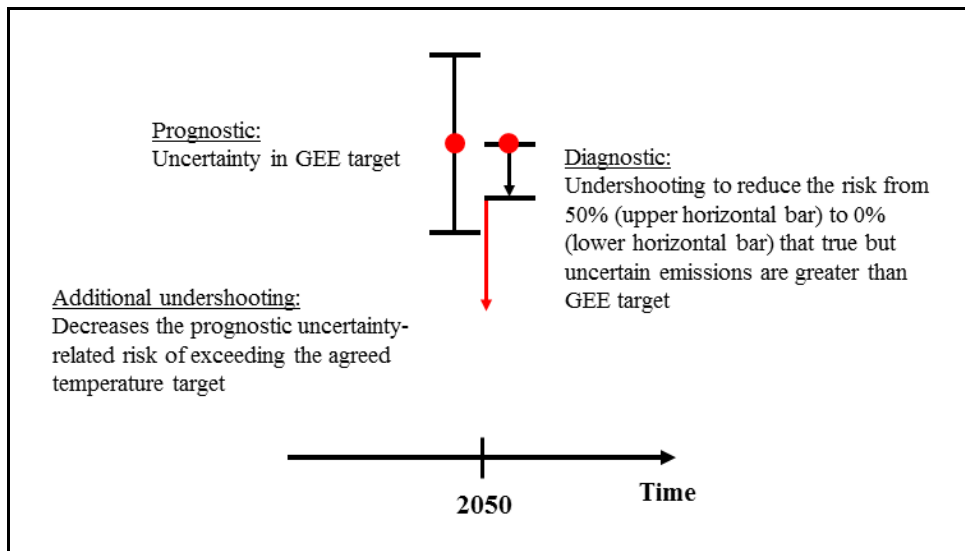 Prognostic:
Uncertainty in GEE target
Diagnostic:
Undershooting to reduce the risk from
50% (upper horizontal bar) to 0%
(lower horizontal bar) that true but
uncertain emissions are greater than
GEE target
Additional undershooting:
Decreases the prognostic uncertainty-
related risk of exceeding the agreed
temperature target
2050
Time